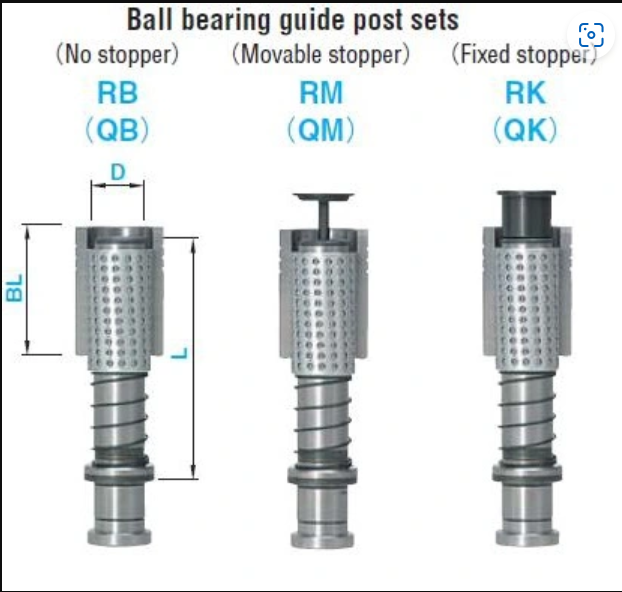 Ball bearing guide post sets
(No stopper)
(Movable stopper)
(Fixed stopper)
RB
RM
RK
(QB)
(QM)
(QK)
D
BL
L